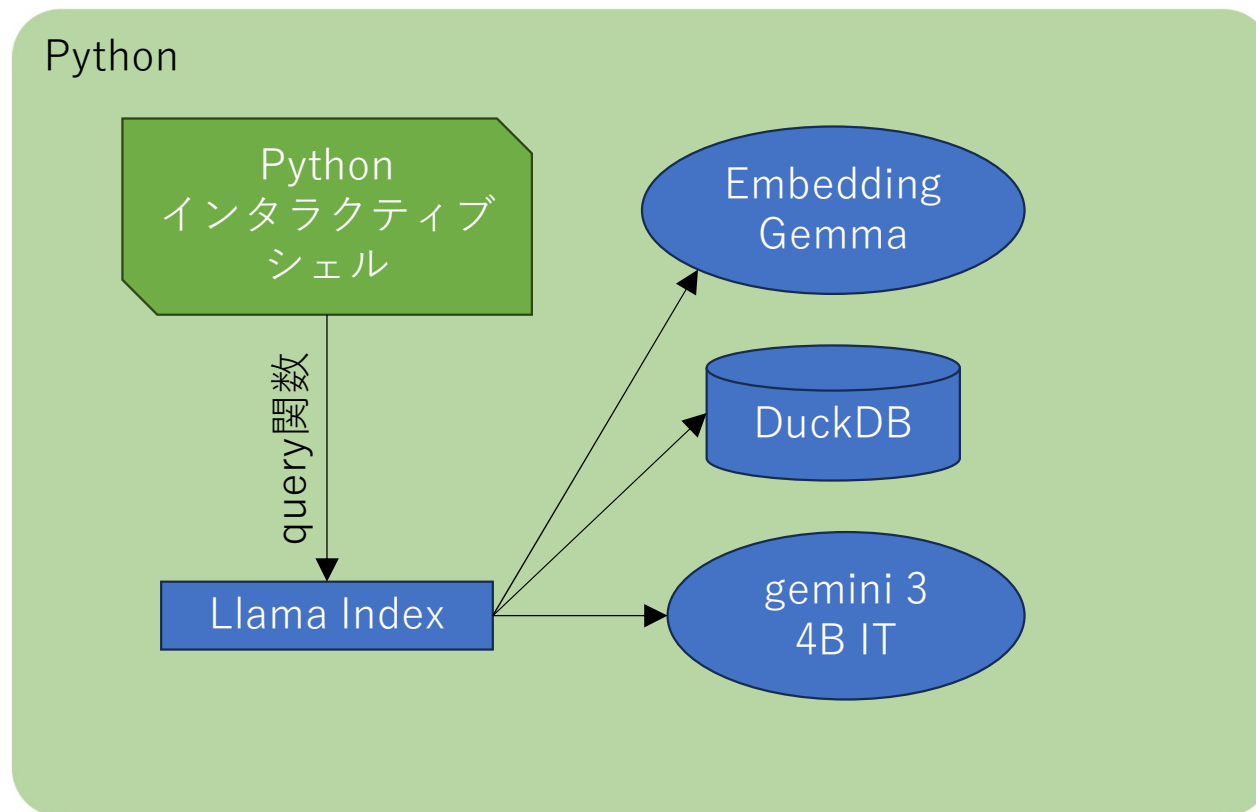 Python
Python
インタラクティブ
シェル
query関数
Llama Index
Embedding
Gemma
DuckDB
gemini 3
4B IT